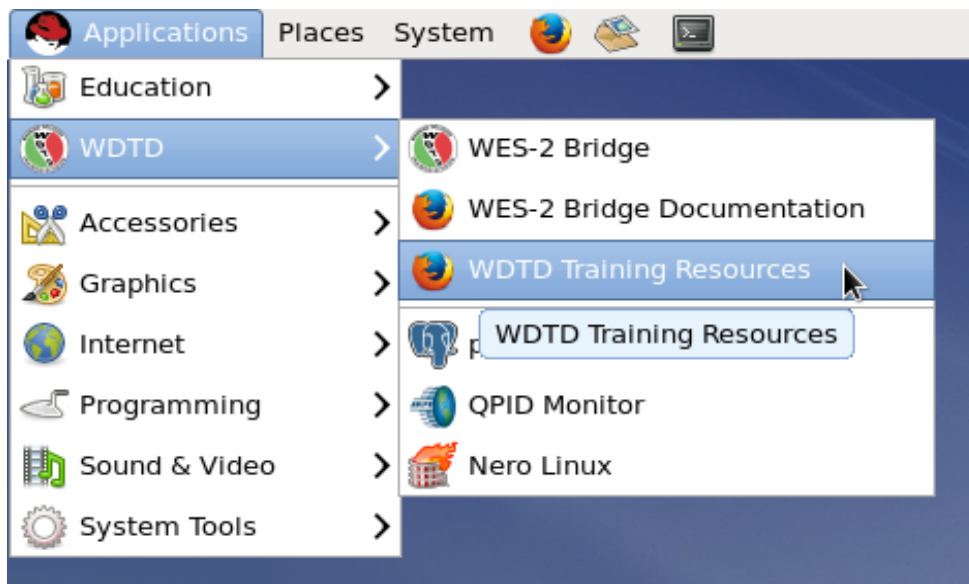 Applications Places System
Education
WDTD
Accessories
Graphics
Internet
Programming
Sound & Video
System Tools
WES-2 Bridge
WES-2 Bridge Documentation
WDTD Training Resources
WDTD Training Resources
QPID Monitor
Nero Linux